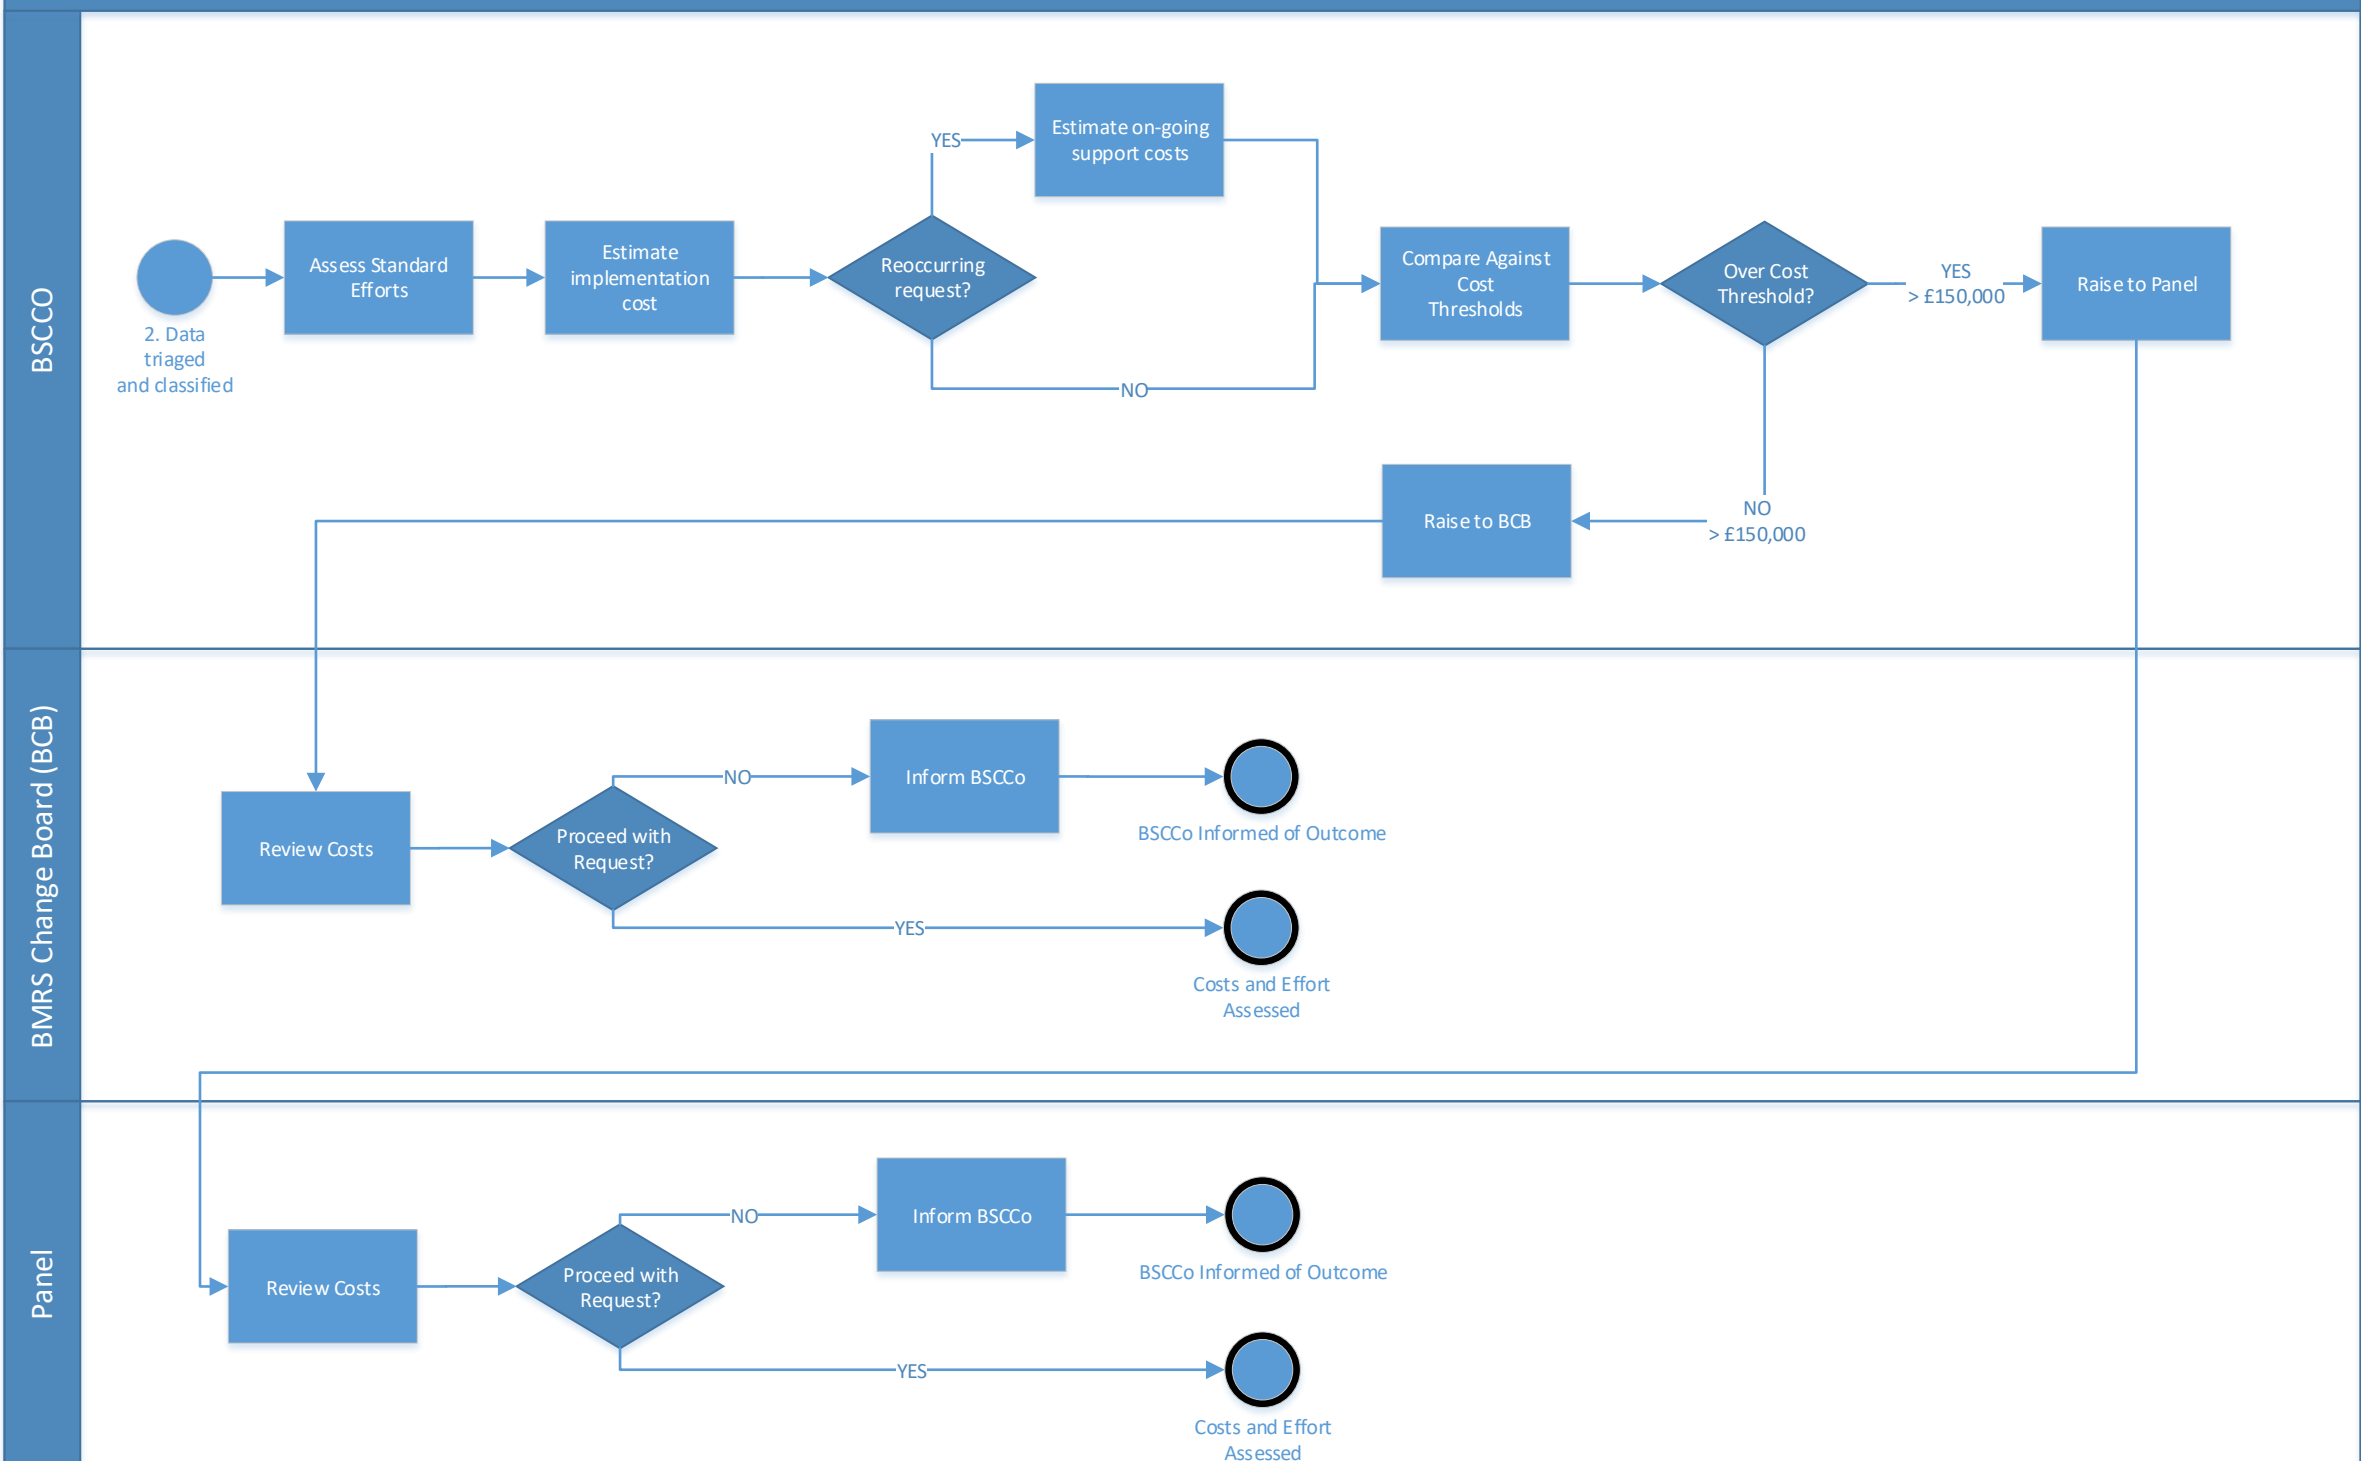 BSCCO
2. Data
triaged
and classified
Assess Standard
Efforts
Estimate
implementation
cost
Reoccurring
request?
YES
Estimate on-going
support costs
NO
Compare Against
Cost
Thresholds
Over Cost
Threshold?
YES
> £150,000
Raise to Panel
NO
> £150,000
Raise to BCB
BMRS Change Board (BCB)
Review Costs
Proceed with
Request?
NO
Inform BSCCo
BSCCo Informed of Outcome
YES
Costs and Effort
Assessed
Panel
Review Costs
Proceed with
Request?
NO
Inform BSCCo
BSCCo Informed of Outcome
YES
Costs and Effort
Assessed